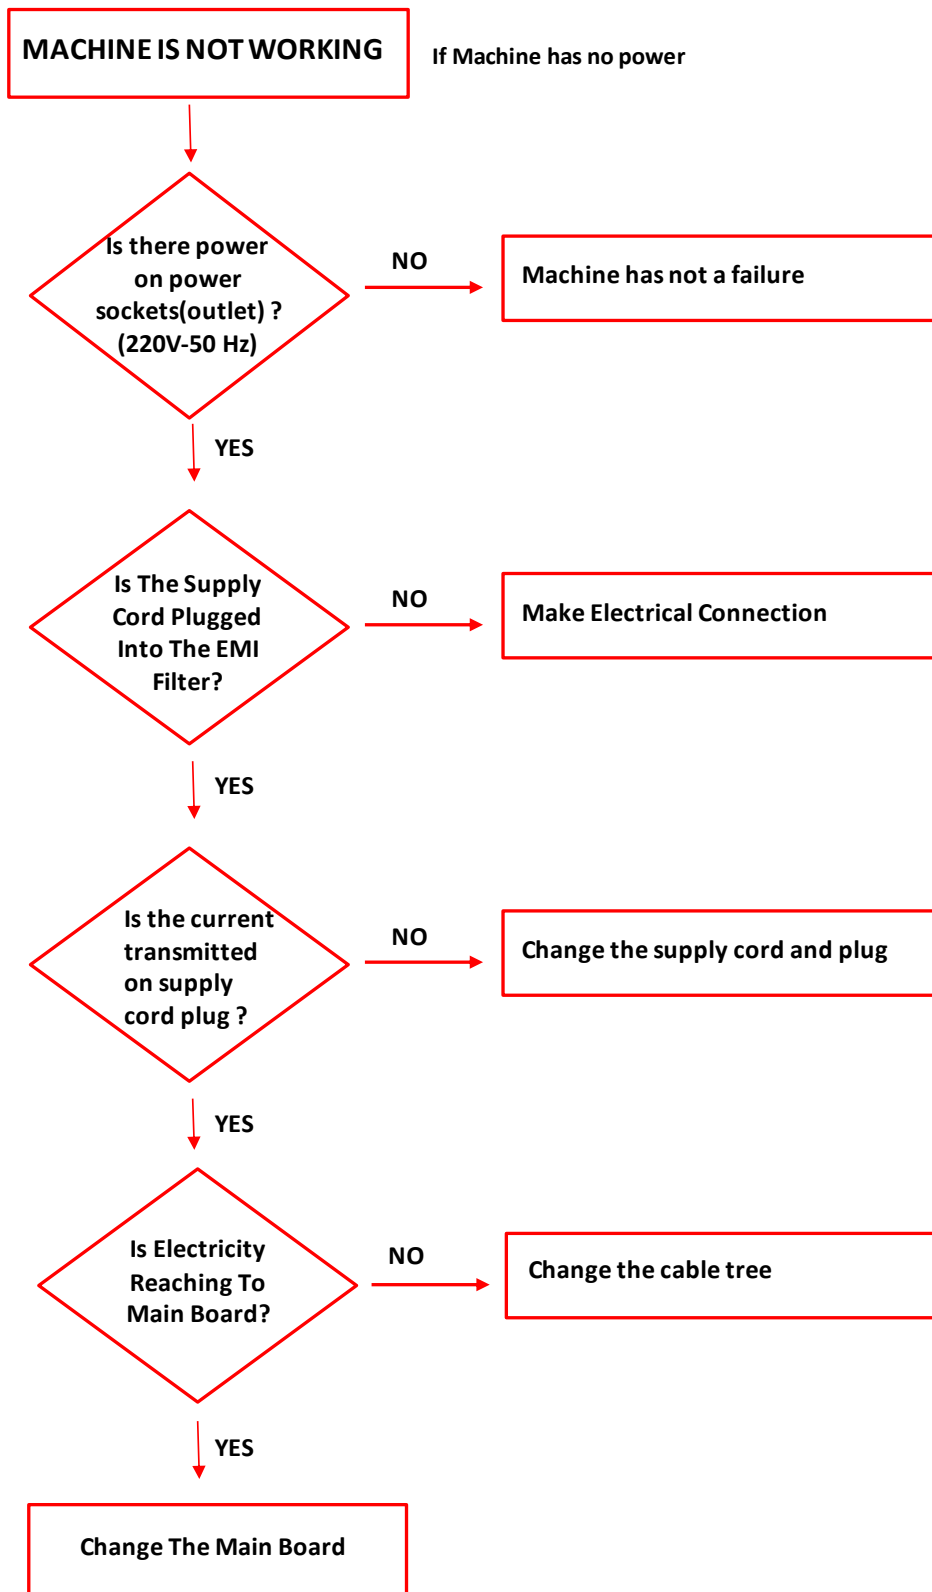 MACHINE IS NOT WORKING
If Machine has no power
Is there power
on power
sockets(outlet) ?
(220V-50 Hz)
NO
Machine has not a failure
YES
Is The Supply
Cord Plugged
Into The EMI
Filter?
NO
Make Electrical Connection
YES
Is the current
transmitted
on supply
cord plug ?
NO
Change the supply cord and plug
YES
Is Electricity
Reaching To
Main Board?
NO
Change the cable tree
YES
Change The Main Board